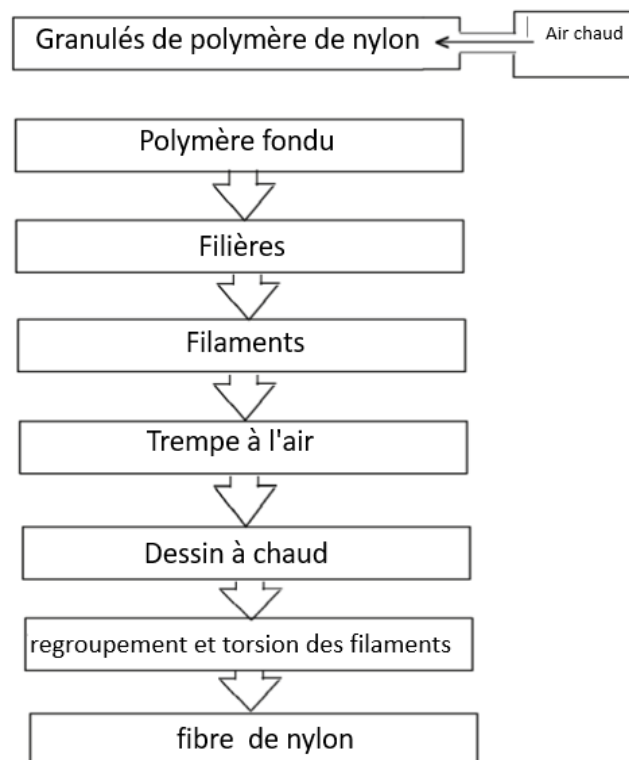 Granulés de polymère de nylon
Air chaud
Polymère fondu
Filières
Filaments
Trempe à l'air
Dessin à chaud
regroupement et torsion des filaments
fibre de nylon